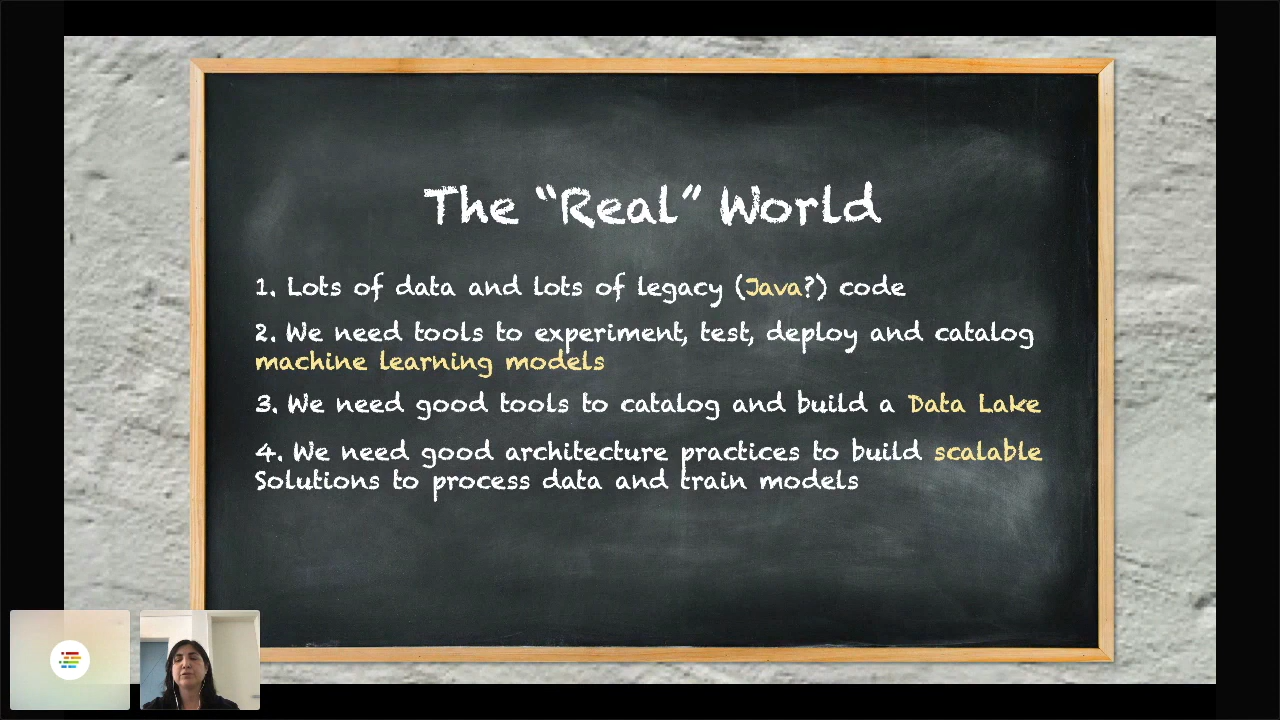 The “Real” World
1. Lots of data and lots of legacy (Java?) code
2. We need tools to experiment, test, deploy and catalog
machine learning models
3. We need good tools to catalog and build a Data Lake
4. We need good architecture practices to build scalable
Solutions to process data and train models